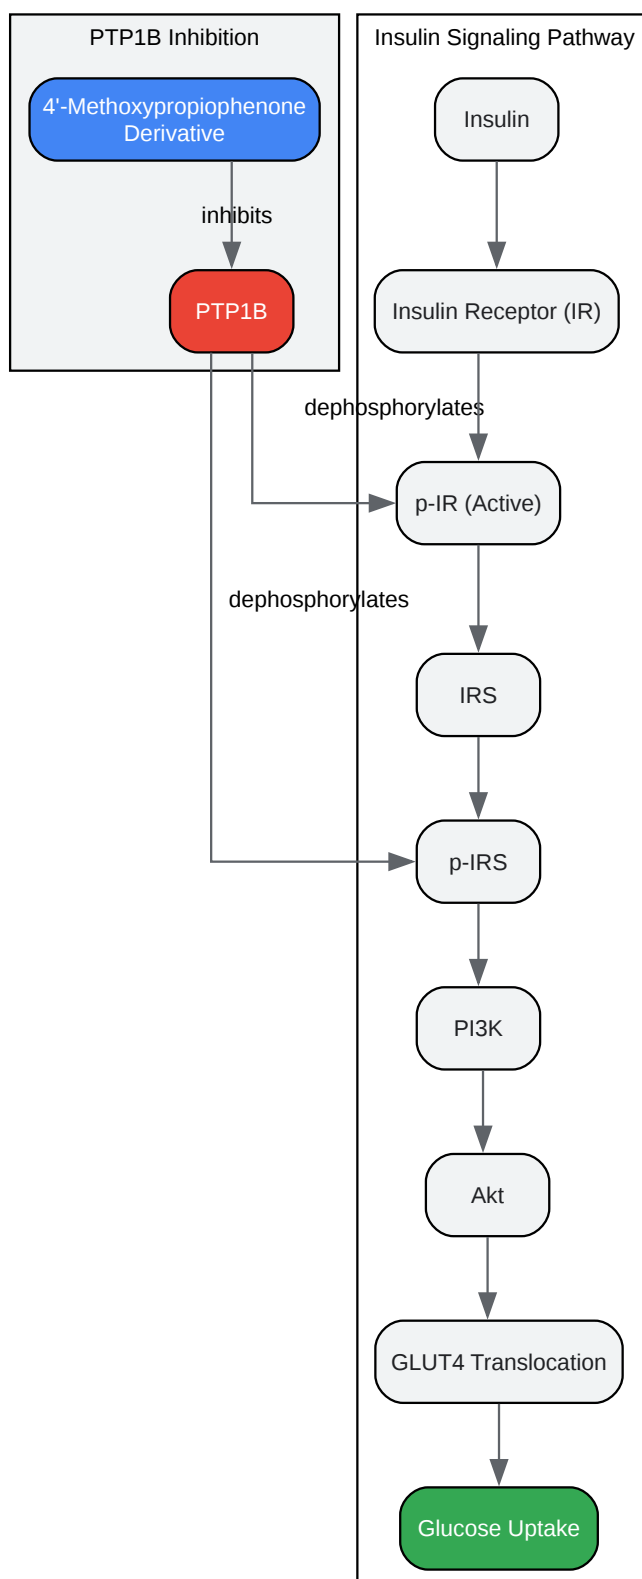 PTP1B Inhibition
4'-Methoxypropiophenone
Derivative
inhibits
PTP1B
Insulin Signaling Pathway
Insulin
Insulin Receptor (IR)
dephosphorylates
p-IR (Active)
dephosphorylates
IRS
p-IRS
PI3K
Akt
GLUT4 Translocation
Glucose Uptake